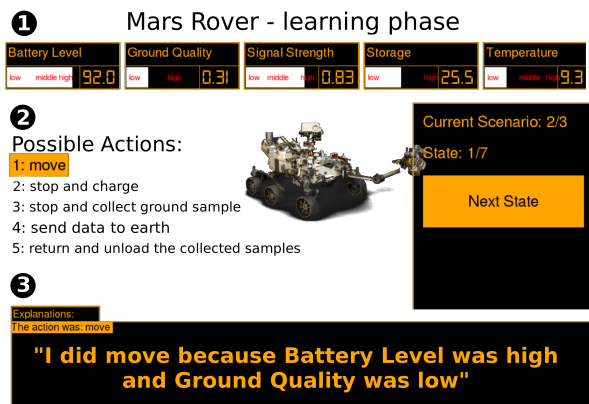 1 Mars Rover - learning phase
Battery Level Ground Quality Signal Strength Storage Temperature
low middle high 92.0 low high 0.31 low middle high 0.83 low high 25.5 low middle high 9.3
2
Possible Actions:
1: move
2: stop and charge
3: stop and collect ground sample
4: send data to earth
5: return and unload the collected samples
Current Scenario: 2/3
State: 1/7
Next State
3
Explanations:
The action was: move
"I did move because Battery Level was high
and Ground Quality was low"